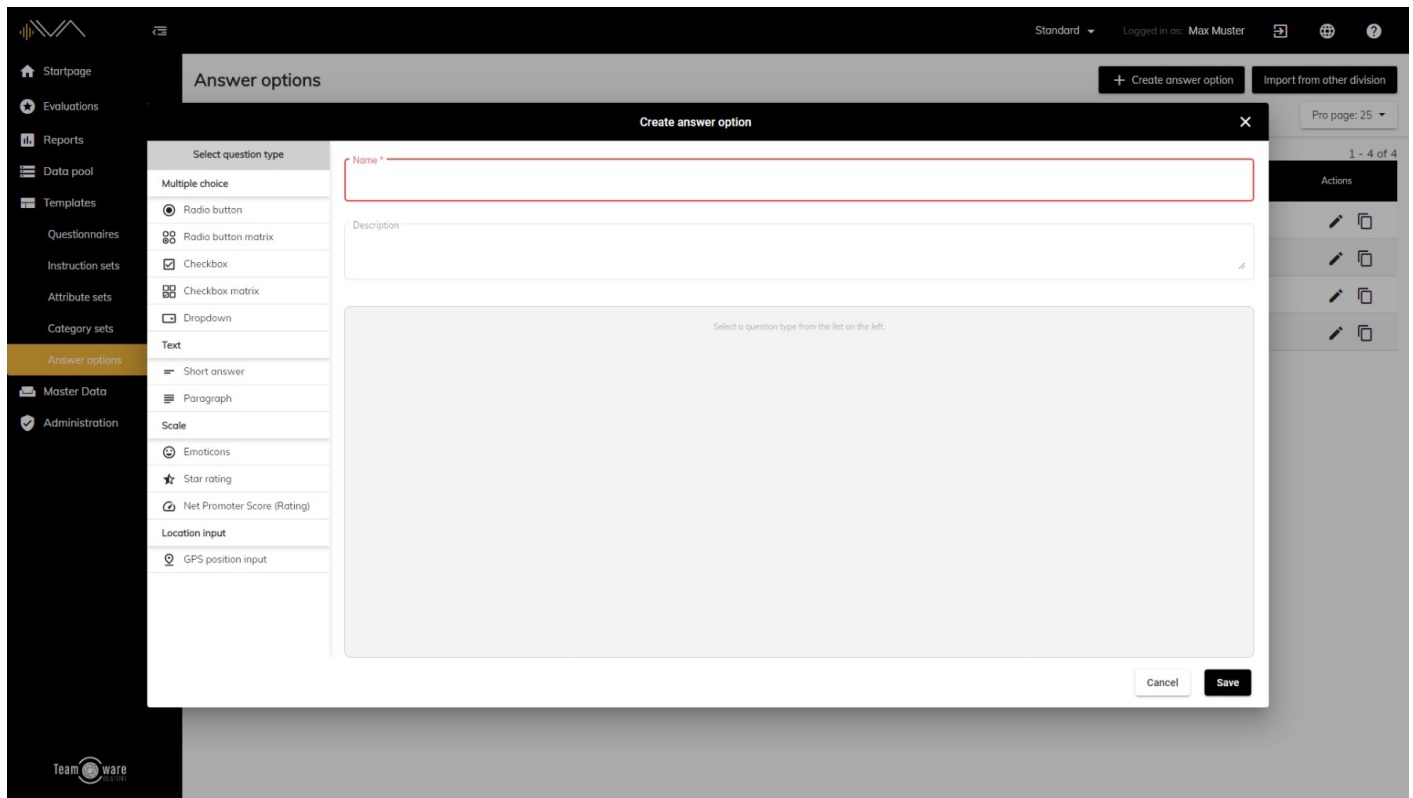 Standard
Logged in as: Max Muster
Startpage
Evaluations
Reports
Data pool
Templates
Questionnaires
Instruction sets
Attribute sets
Category sets
Answer options
Master Data
Administration
Team ware
SOLUTIONS
Answer options
+ Create answer option
Import from other division
Pro page: 25
1 - 4 of 4
Actions
Create answer option
Select question type
Multiple choice
Radio button
Radio button matrix
Checkbox
Checkbox matrix
Dropdown
Text
Short answer
Paragraph
Scale
Emoticons
Star rating
Net Promoter Score (Rating)
Location input
GPS position input
Name *
Description
Select a question type from the list on the left.
Cancel
Save